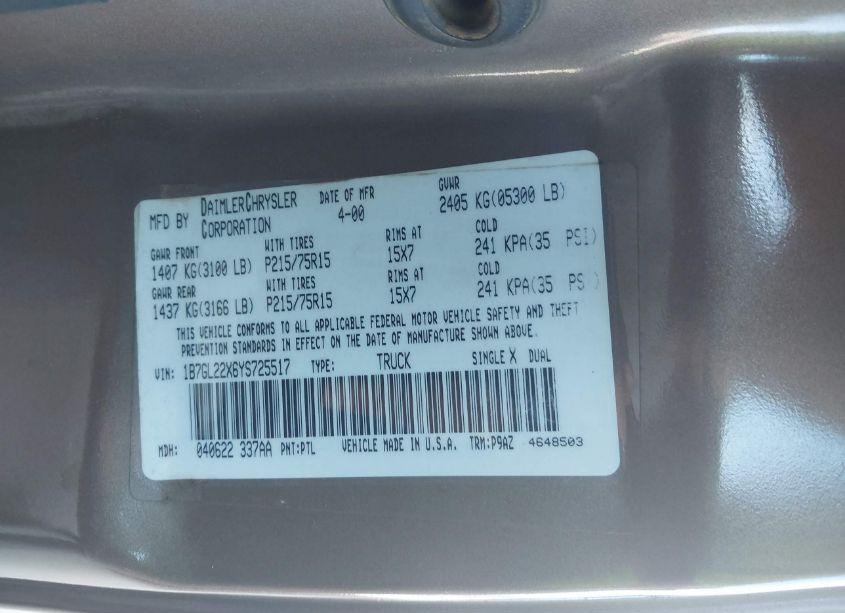 MFD BY DAIMLERCHRYSLER CORPORATION DATE OF MFR 4-00 GVWR 2405 KG(05300 LB)
GAWR FRONT WITH TIRES RIMS AT COLD
1407 KG(3100 LB) P215/75R15 15X7 241 KPA(35 PSI)
GAWR REAR WITH TIRES RIMS AT COLD
1437 KG(3166 LB) P215/75R15 15X7 241 KPA(35 PS )
THIS VEHICLE CONFORMS TO ALL APPLICABLE FEDERAL MOTOR VEHICLE SAFETY AND THEFT
PREVENTION STANDARDS IN EFFECT ON THE DATE OF MANUFACTURE SHOWN ABOVE.
VIN: 1B7GL22X6YS725517 TYPE: TRUCK SINGLE X DUAL
MDH: 040622 337AA PNT:PTL VEHICLE MADE IN U.S.A. TRM:P9AZ 4648503